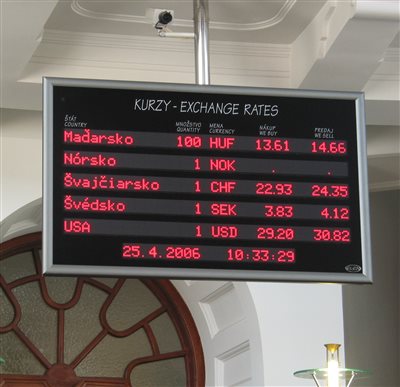 KURZY - EXCHANGE RATES
ŠTÁT MNOŽSTVO MENA NÁKUP PREDAJ
COUNTRY QUANTITY CURRENCY WE BUY WE SELL
Maďarsko 100 HUF 13.61 14.66
Nórsko 1 NOK . .
Švajčiarsko 1 CHF 22.93 24.35
Švédsko 1 SEK 3.83 4.12
USA 1 USD 29.20 30.82
25.4.2006 10:33:29